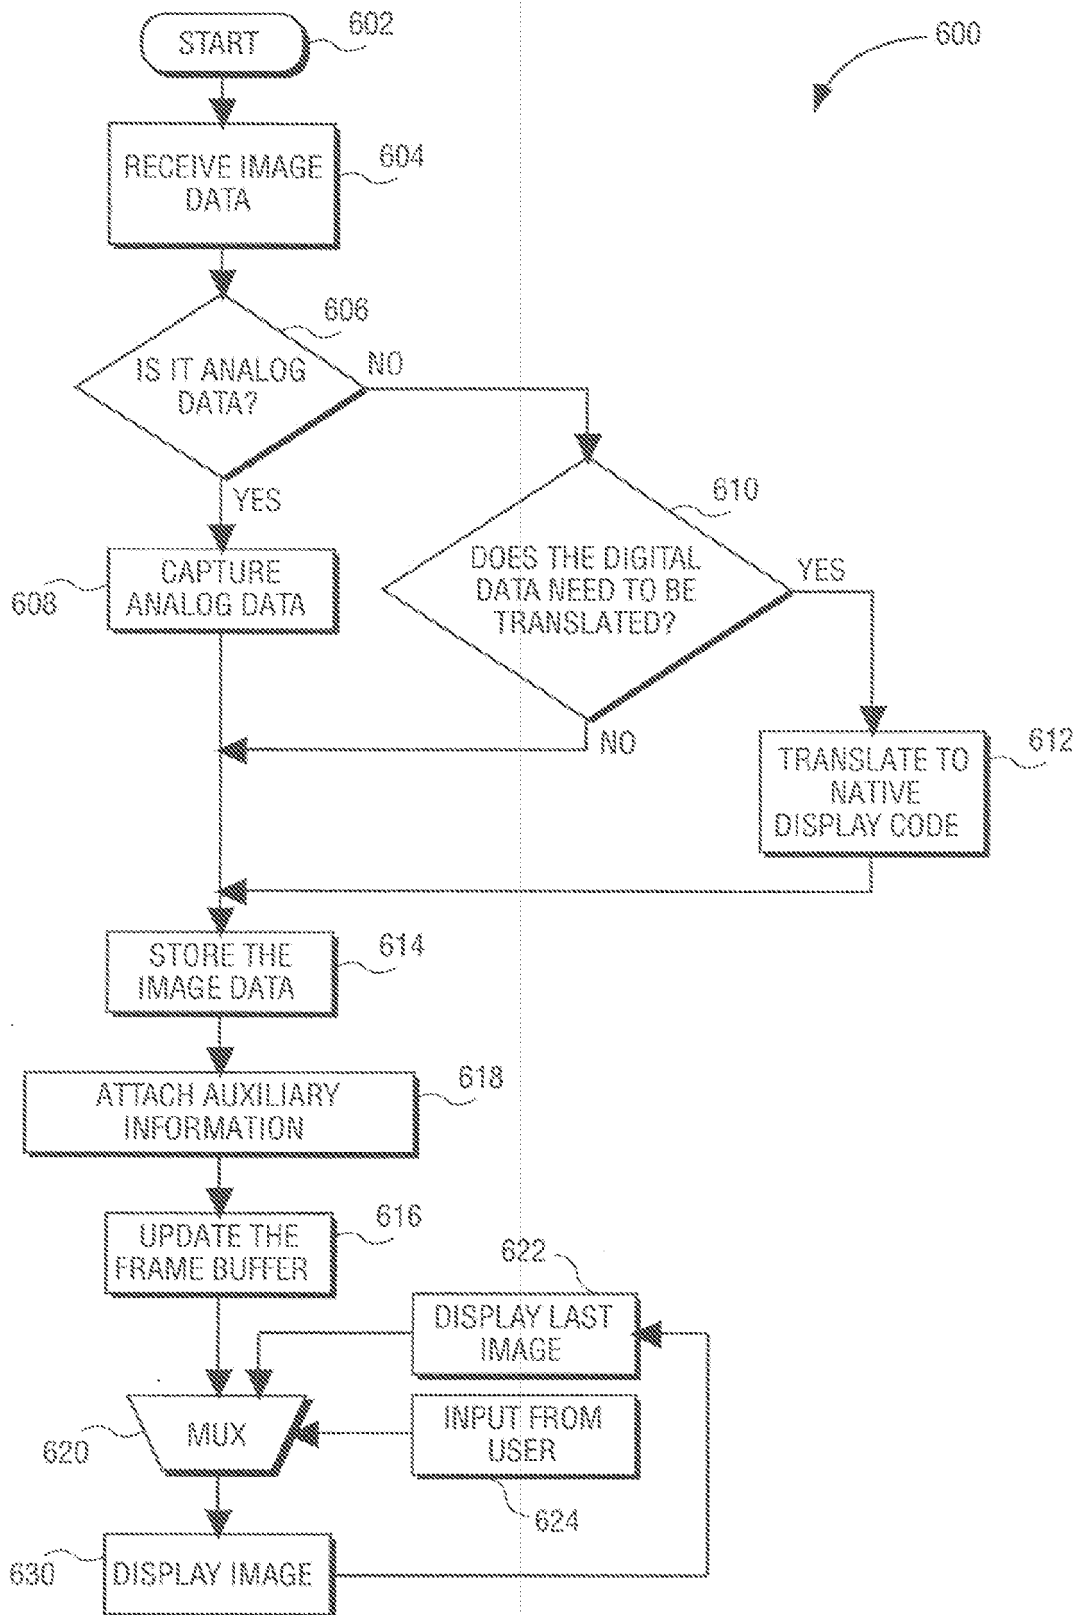 START
602
600
RECEIVE IMAGE
DATA
604
606
IS IT ANALOG
DATA?
NO
YES
610
DOES THE DIGITAL
DATA NEED TO BE
TRANSLATED?
YES
NO
CAPTURE
ANALOG DATA
608
TRANSLATE TO
NATIVE
DISPLAY CODE
612
STORE THE
IMAGE DATA
614
ATTACH AUXILIARY
INFORMATION
618
UPDATE THE
FRAME BUFFER
616
622
DISPLAY LAST
IMAGE
MUX
620
INPUT FROM
USER
624
DISPLAY IMAGE
630